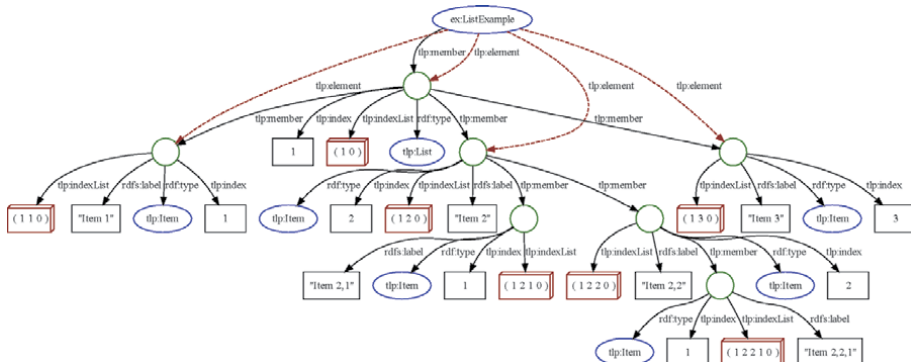 ex:ListExample
tlp:member tlp:element
tlp:element tlp:element tlp:element
tlp:member tlp:index tlp:indexList rdf:type tlp:member tlp:member
1 ( 1 0 ) tlp:List
tlp:indexList rdfs:label rdf:type tlp:index rdf:type tlp:index tlp:indexList rdfs:label tlp:member tlp:member tlp:indexList rdfs:label rdf:type tlp:index
( 1 1 0 ) "Item 1" tlp:Item 1 tlp:Item 2 ( 1 2 0 ) "Item 2" ( 1 3 0 ) "Item 3" tlp:Item 3
rdfs:label rdf:type tlp:index tlp:indexList tlp:indexList rdfs:label tlp:member rdf:type tlp:index
"Item 2,1" tlp:Item 1 ( 1 2 1 0 ) ( 1 2 2 0 ) "Item 2,2" tlp:Item 2
rdf:type tlp:index tlp:indexList rdfs:label
tlp:Item 1 ( 1 2 2 1 0 ) "Item 2,2,1"